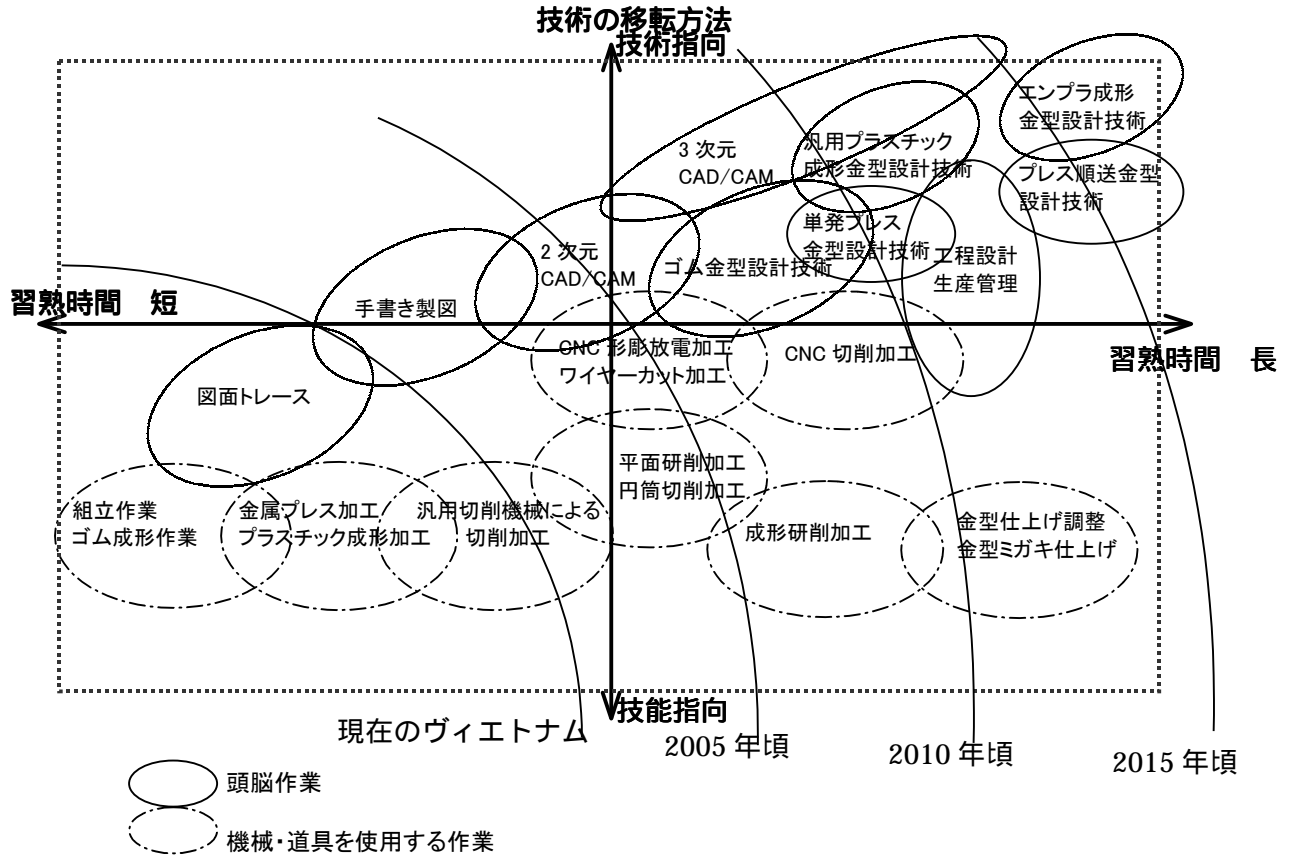 技術の移転方法
技術指向
エンプラ成形
金型設計技術
汎用プラスチック
成形金型設計技術
3 次元
CAD/CAM
プレス順送金型
設計技術
単発プレス
金型設計技術
2 次元
CAD/CAM
ゴム金型設計技術
工程設計
生産管理
習熟時間 短
手書き製図
CNC 形彫放電加工
ワイヤーカット加工
CNC 切削加工
習熟時間 長
図面トレース
平面研削加工
円筒切削加工
組立作業
ゴム成形作業
金属プレス加工
プラスチック成形加工
汎用切削機械による
切削加工
成形研削加工
金型仕上げ調整
金型ミガキ仕上げ
技能指向
現在のヴィエトナム
2005 年頃
2010 年頃
2015 年頃
頭脳作業
機械・道具を使用する作業